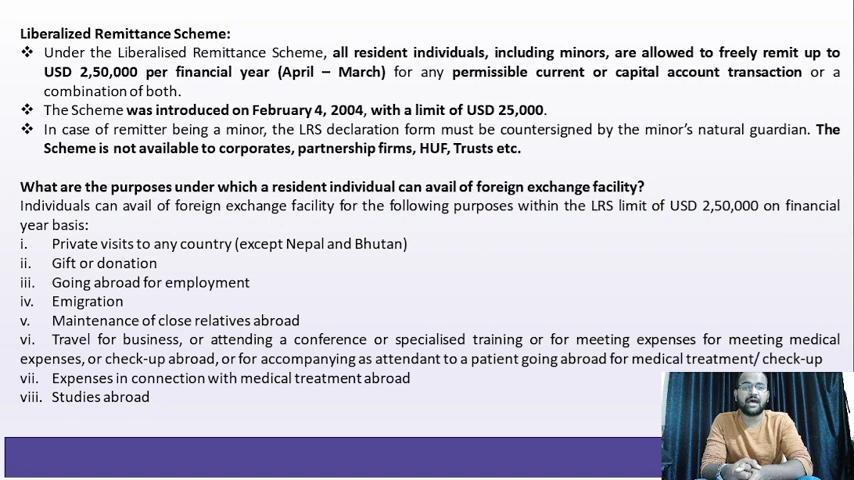 Liberalized Remittance Scheme:
❖ Under the Liberalised Remittance Scheme, all resident individuals, including minors, are allowed to freely remit up to
USD 2,50,000 per financial year (April – March) for any permissible current or capital account transaction or a
combination of both.
❖ The Scheme was introduced on February 4, 2004, with a limit of USD 25,000.
❖ In case of remitter being a minor, the LRS declaration form must be countersigned by the minor’s natural guardian. The
Scheme is not available to corporates, partnership firms, HUF, Trusts etc.
What are the purposes under which a resident individual can avail of foreign exchange facility?
Individuals can avail of foreign exchange facility for the following purposes within the LRS limit of USD 2,50,000 on financial
year basis:
i. Private visits to any country (except Nepal and Bhutan)
ii. Gift or donation
iii. Going abroad for employment
iv. Emigration
v. Maintenance of close relatives abroad
vi. Travel for business, or attending a conference or specialised training or for meeting expenses for meeting medical
expenses, or check-up abroad, or for accompanying as attendant to a patient going abroad for medical treatment/ check-up
vii. Expenses in connection with medical treatment abroad
viii. Studies abroad